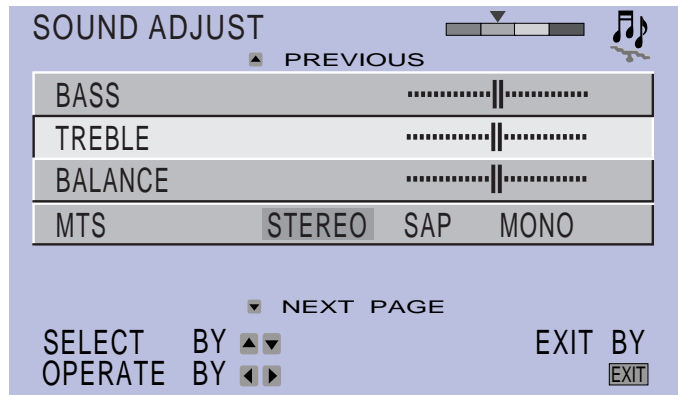 SOUND ADJUST
PREVIOUS
BASS
TREBLE
BALANCE
MTS STEREO SAP MONO
NEXT PAGE
SELECT BY EXIT BY
OPERATE BY EXIT